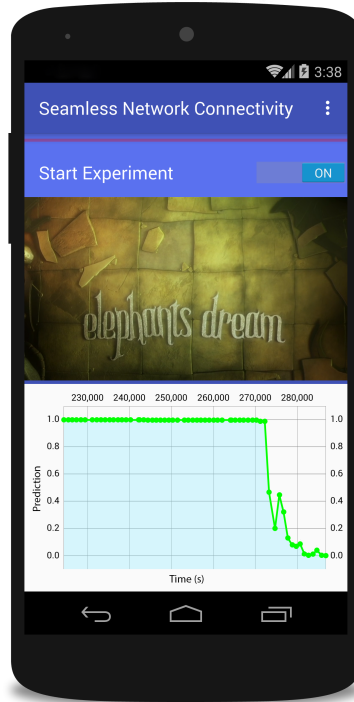 3:38
Seamless Network Connectivity
Start Experiment ON
elephants dream
230,000 240,000 250,000 260,000 270,000 280,000
1.0 1.0
0.8 0.8
0.6 0.6
0.4 0.4
0.2 0.2
0.0 0.0
Prediction
Time (s)